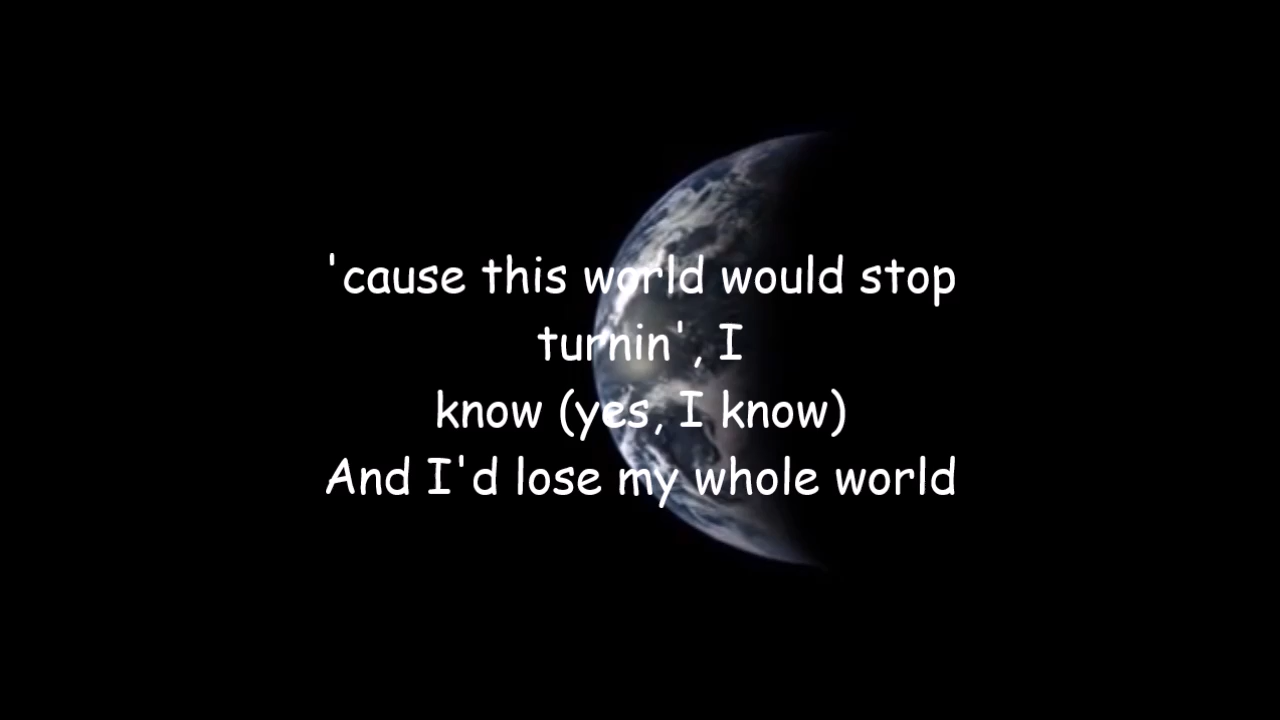 'cause this world would stop
turnin', I
know (yes, I know)
And I'd lose my whole world